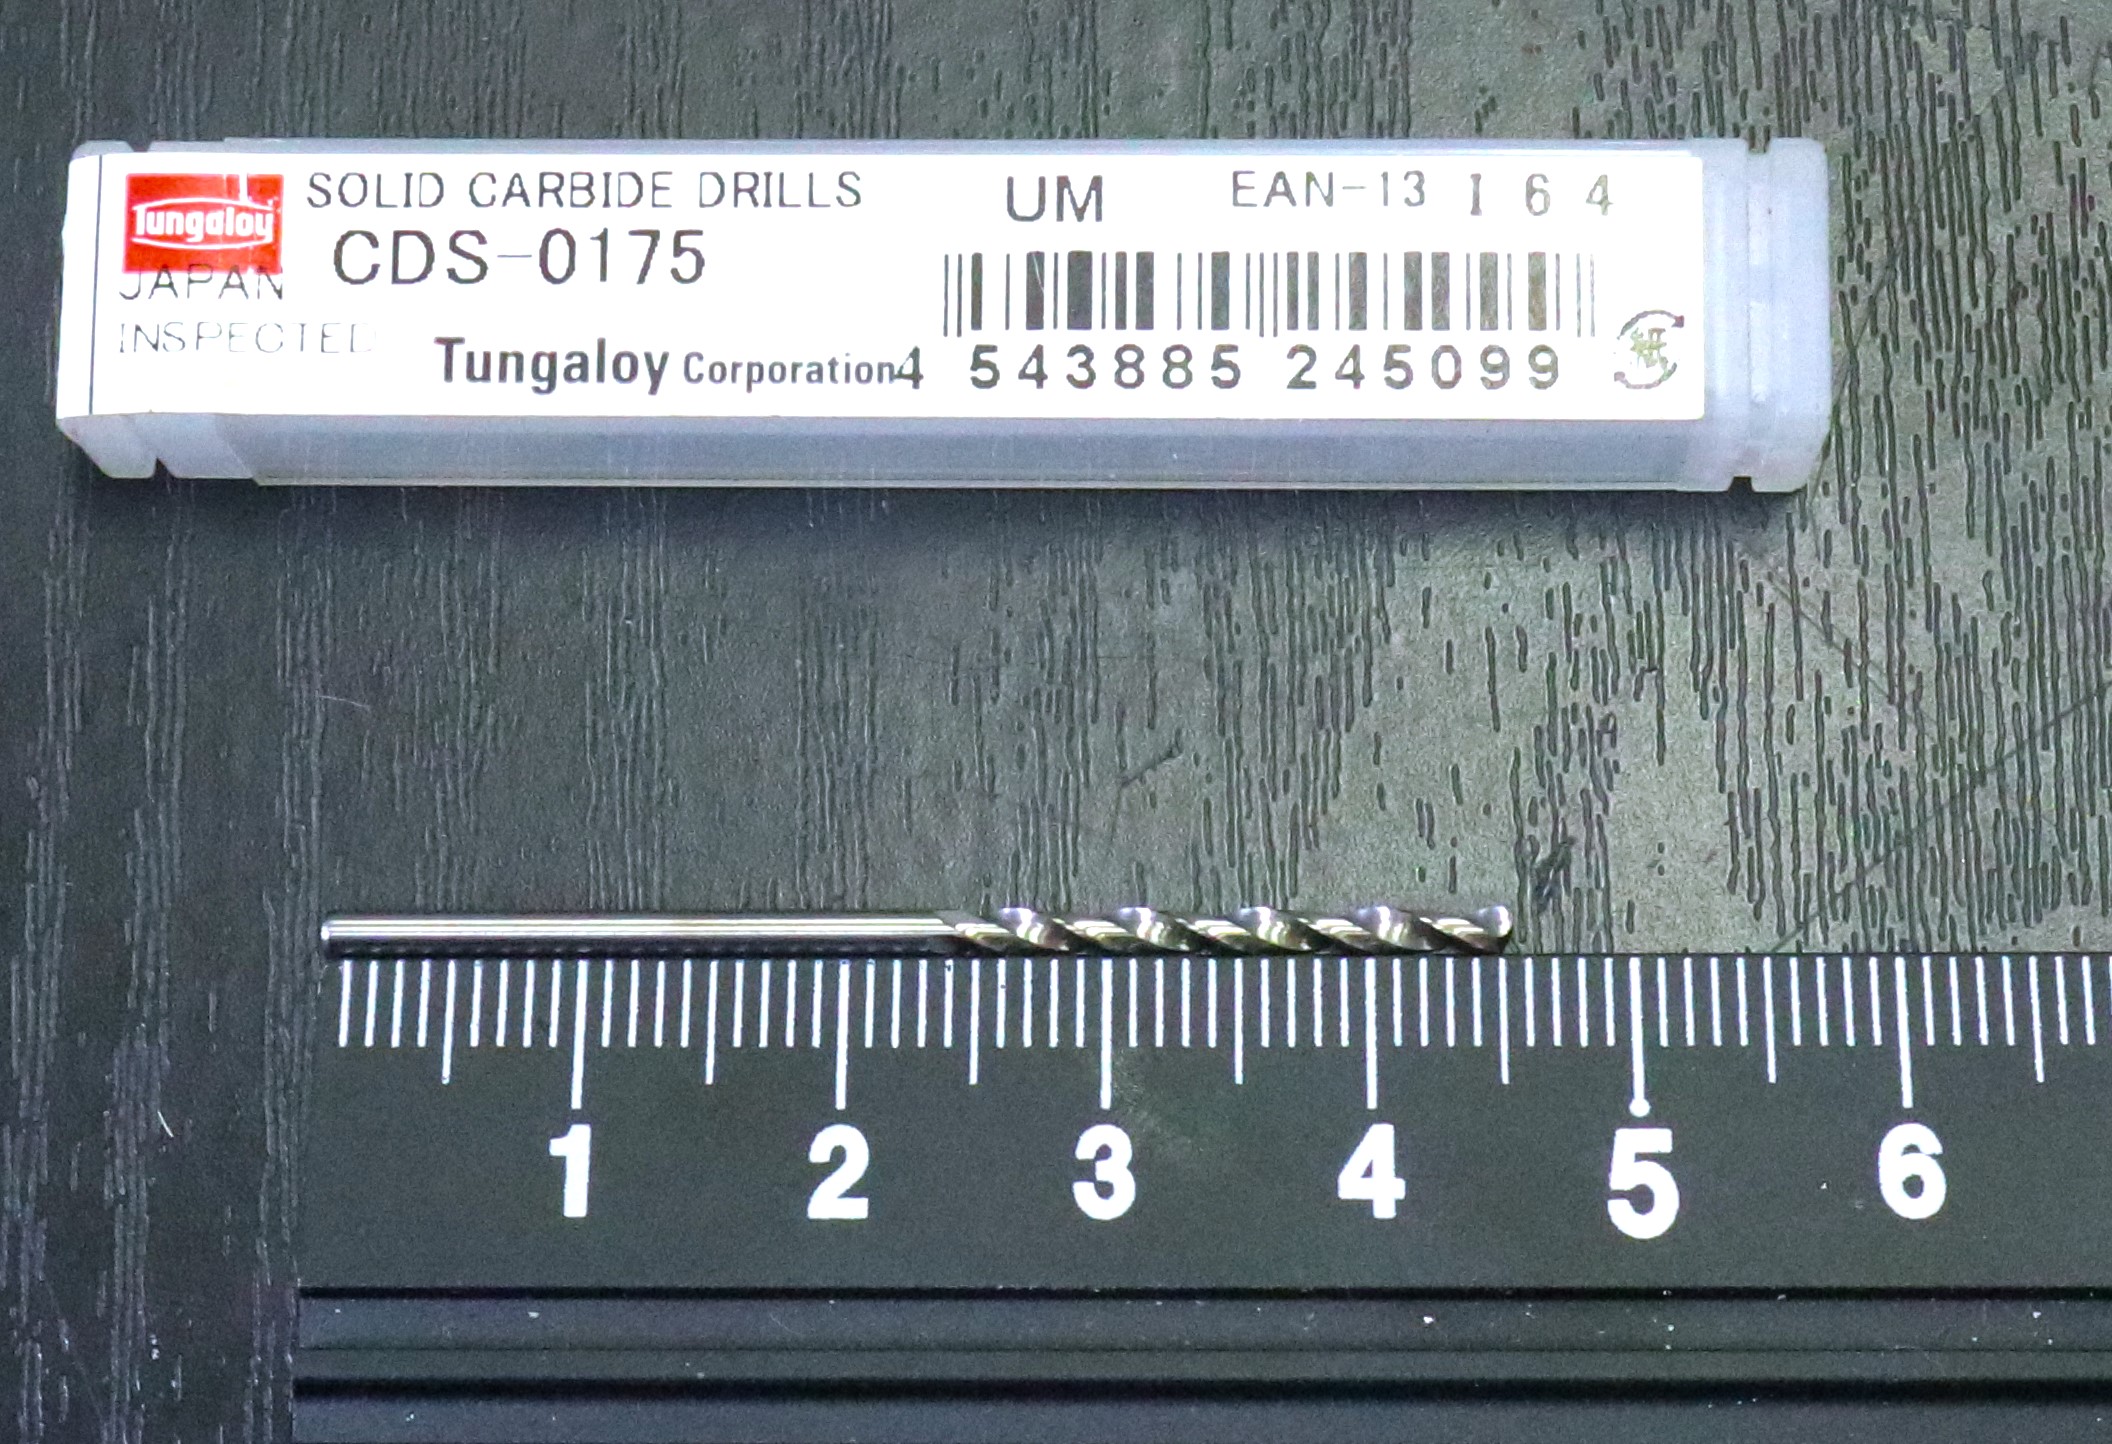 Tungaloy
SOLID CARBIDE DRILLS
UM
EAN-13 I 6 4
CDS-0175
JAPAN
INSPECTED
Tungaloy Corporation
4 543885 245099
1 2 3 4 5 6